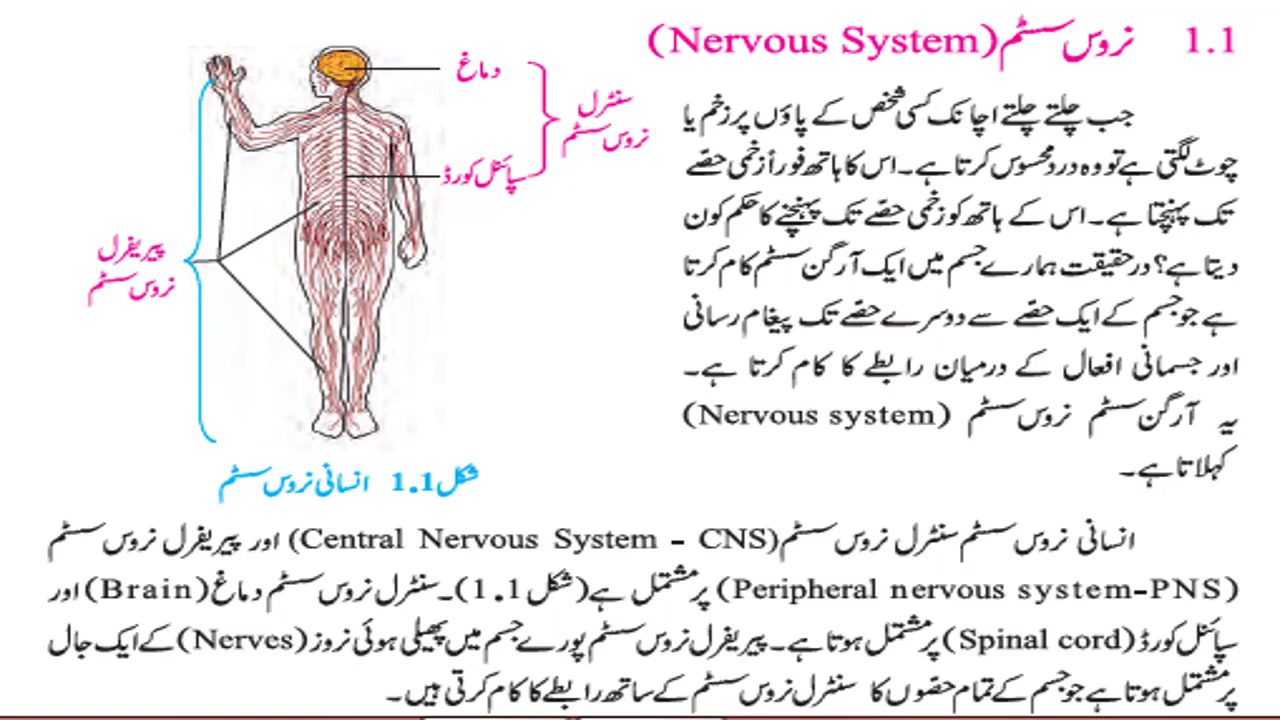 1.1 نروس سسٹم (Nervous System)
جب چلتے چلتے اچانک کسی شخص کے پاؤں پر زخم یا
چوٹ لگتی ہے تو وہ درد محسوس کرتا ہے۔ اس کا ہاتھ فوراً زخمی حصّے
تک پہنچتا ہے۔ اس کے ہاتھ کو زخمی حصّے تک پہنچنے کا حکم کون
دیتا ہے؟ درحقیقت ہمارے جسم میں ایک آرگن سسٹم کام کرتا
ہے جو جسم کے ایک حصّے سے دوسرے حصّے تک پیغام رسانی
اور جسمانی افعال کے درمیان رابطے کا کام کرتا ہے۔
یہ آرگن سسٹم نروس سسٹم (Nervous system)
کہلاتا ہے۔
دماغ
سنٹرل
نروس سسٹم
سپائنل کورڈ
پیریفرل
نروس سسٹم
شکل 1.1 انسانی نروس سسٹم
انسانی نروس سسٹم سنٹرل نروس سسٹم (Central Nervous System - CNS) اور پیریفرل نروس سسٹم
(Peripheral nervous system-PNS) پر مشتمل ہے (شکل 1.1)۔ سنٹرل نروس سسٹم دماغ (Brain) اور
سپائنل کورڈ (Spinal cord) پر مشتمل ہوتا ہے۔ پیریفرل نروس سسٹم پورے جسم میں پھیلی ہوئی نروز (Nerves) کے ایک جال
پر مشتمل ہوتا ہے جو جسم کے تمام حصّوں کا سنٹرل نروس سسٹم کے ساتھ رابطے کا کام کرتی ہیں۔